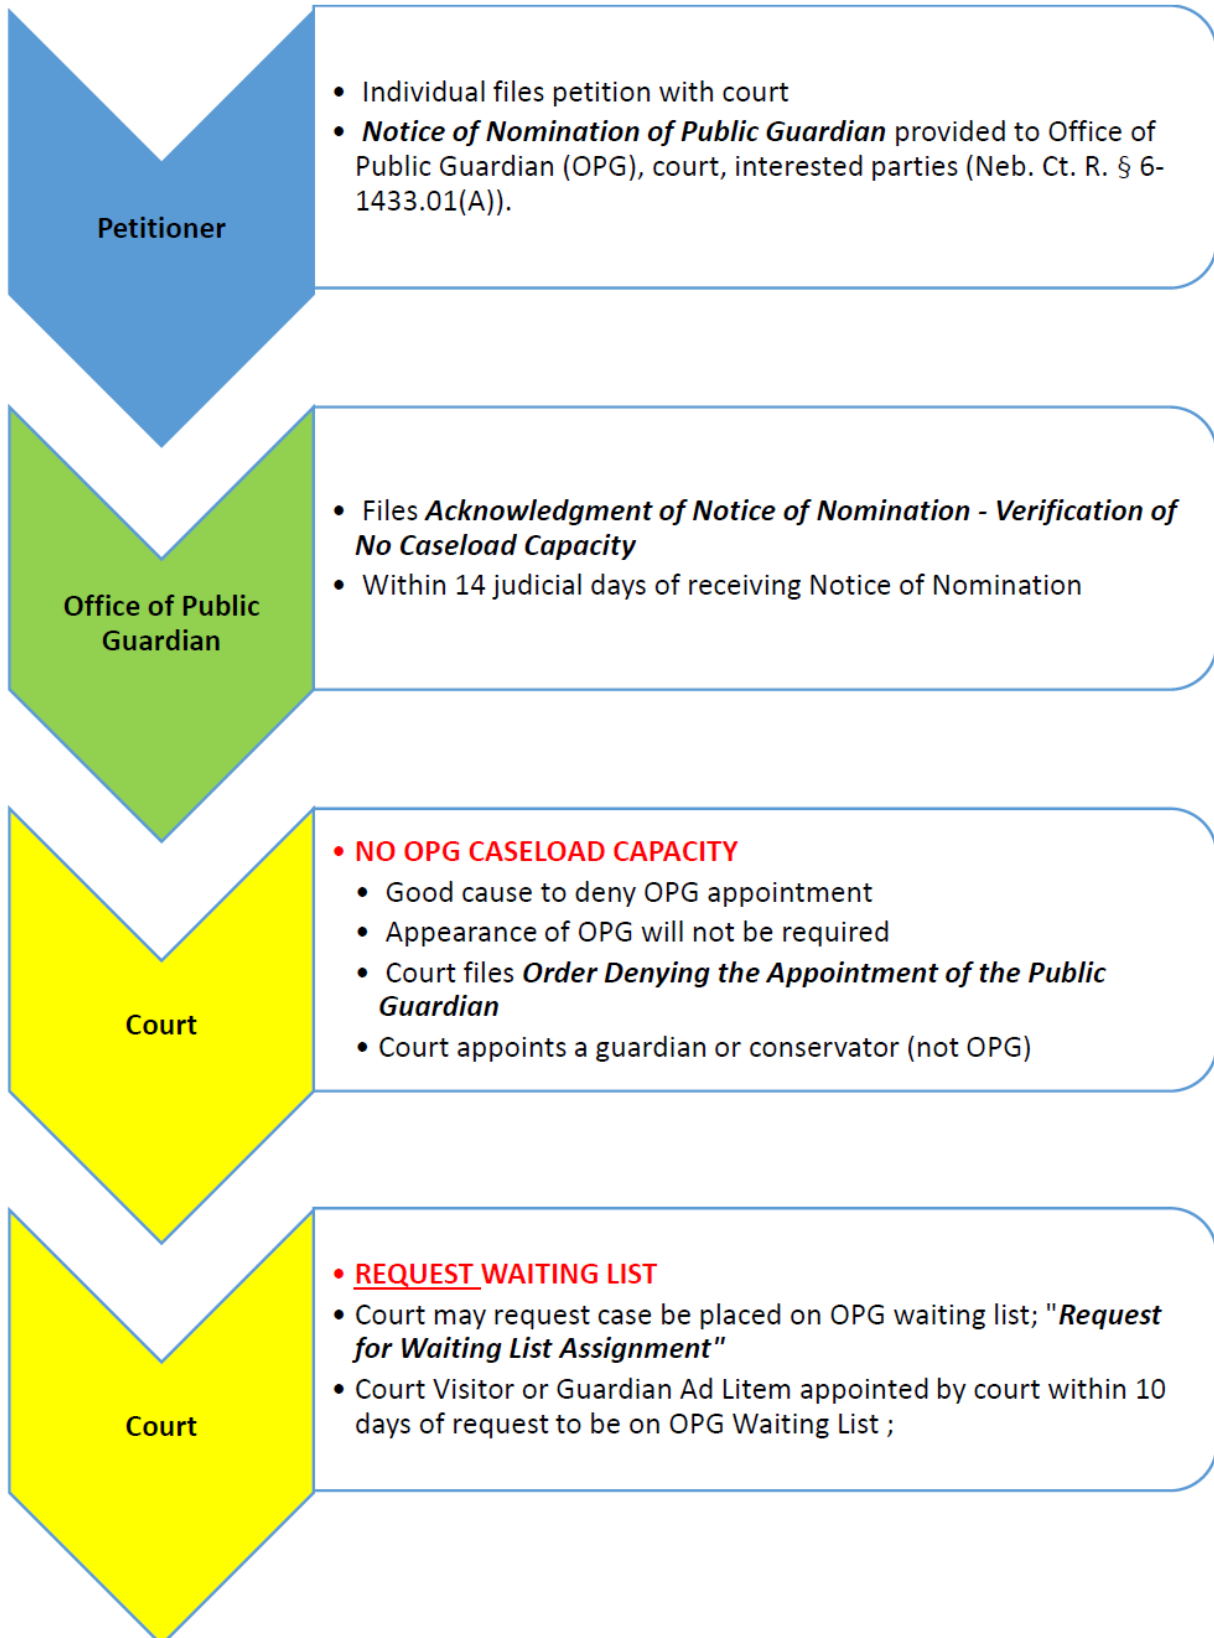 Petitioner
• Individual files petition with court
• Notice of Nomination of Public Guardian provided to Office of
Public Guardian (OPG), court, interested parties (Neb. Ct. R. § 6-
1433.01(A)).
Office of Public
Guardian
• Files Acknowledgment of Notice of Nomination - Verification of
No Caseload Capacity
• Within 14 judicial days of receiving Notice of Nomination
Court
• NO OPG CASELOAD CAPACITY
• Good cause to deny OPG appointment
• Appearance of OPG will not be required
• Court files Order Denying the Appointment of the Public
Guardian
• Court appoints a guardian or conservator (not OPG)
Court
• REQUEST WAITING LIST
• Court may request case be placed on OPG waiting list; "Request
for Waiting List Assignment"
• Court Visitor or Guardian Ad Litem appointed by court within 10
days of request to be on OPG Waiting List ;